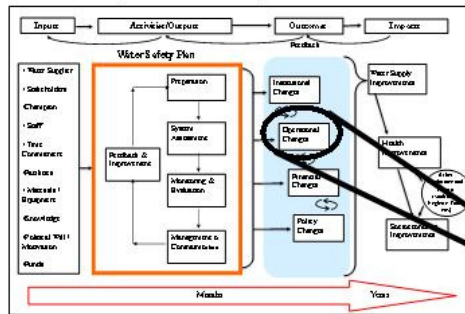 Inputs
Activities/Outputs
Outcomes
Impacts
Feedback
Water Safety Plan
• Water Supplier
• Stakeholders
Champion
• Staff
• Time
Commitment
• Materials /
Equipment
Knowledge
• Political Will /
Motivation
Funds
Preparation
System
Assessment
Feedback &
Improvement
Monitoring
& Evaluation
Management &
Communication
Institutional
Changes
Operational
Changes
Financial
Changes
Policy
Changes
Water Supply
Improvements
Health
Improvements
Socioeconomic
Improvements
Months
Years